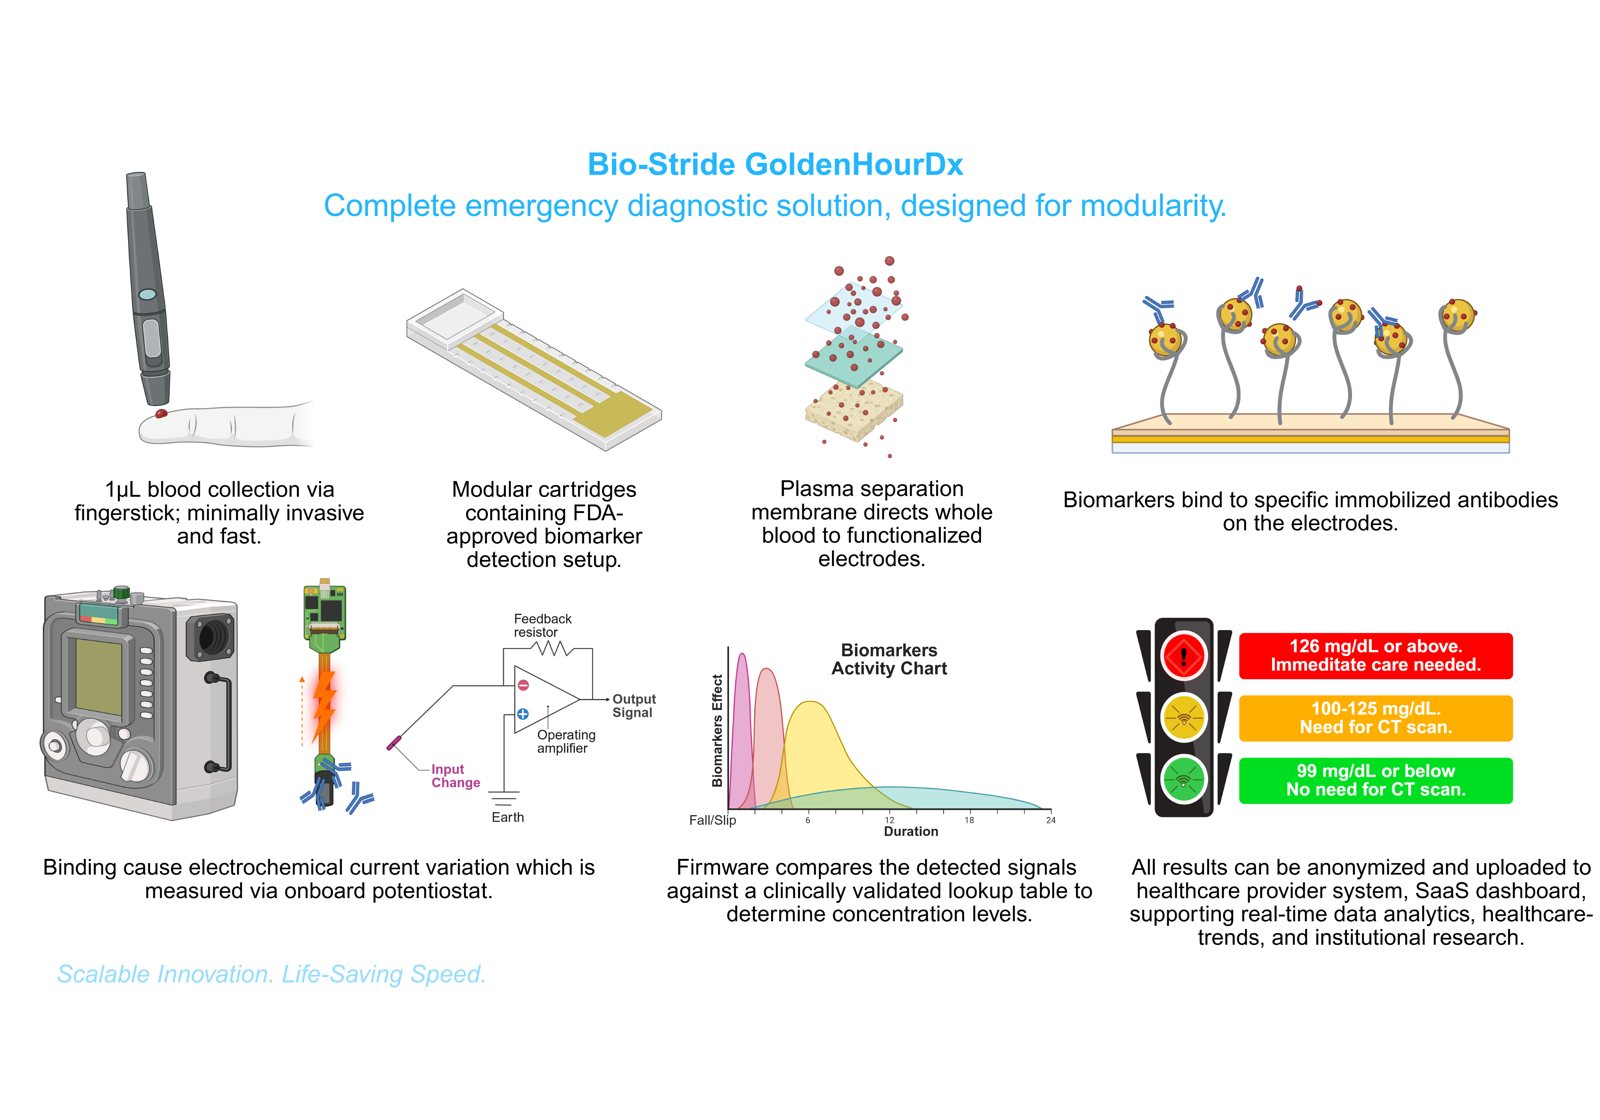 Bio-Stride GoldenHourDx
Complete emergency diagnostic solution, designed for modularity.
1µL blood collection via
fingerstick; minimally invasive
and fast.
Modular cartridges
containing FDA-
approved biomarker
detection setup.
Plasma separation
membrane directs whole
blood to functionalized
electrodes.
Biomarkers bind to specific immobilized antibodies
on the electrodes.
Feedback
resistor
Output
Signal
Operating
amplifier
Input
Change
Earth
Binding cause electrochemical current variation which is
measured via onboard potentiostat.
Biomarkers
Activity Chart
Biomarkers Effect
Fall/Slip
6
12
18
24
Duration
Firmware compares the detected signals
against a clinically validated lookup table to
determine concentration levels.
126 mg/dL or above.
Immeditate care needed.
100-125 mg/dL.
Need for CT scan.
99 mg/dL or below
No need for CT scan.
All results can be anonymized and uploaded to
healthcare provider system, SaaS dashboard,
supporting real-time data analytics, healthcare-
trends, and institutional research.
Scalable Innovation. Life-Saving Speed.